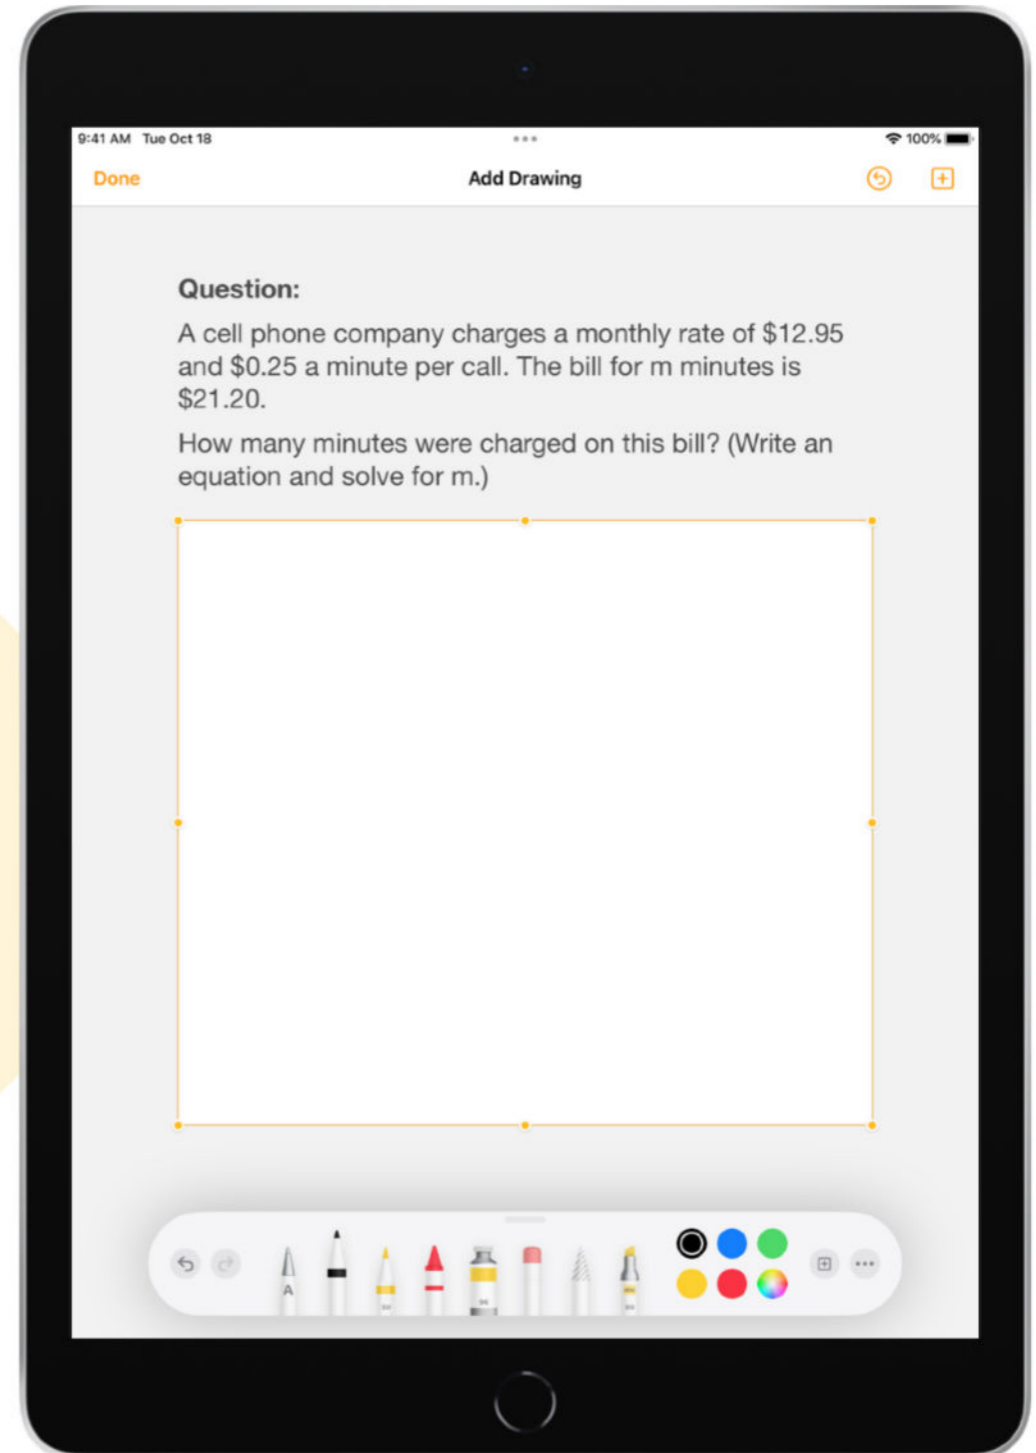 9:41 AM Tue Oct 18
100%
Done
Add Drawing
Question:
A cell phone company charges a monthly rate of $12.95
and $0.25 a minute per call. The bill for m minutes is
$21.20.
How many minutes were charged on this bill? (Write an
equation and solve for m.)
A